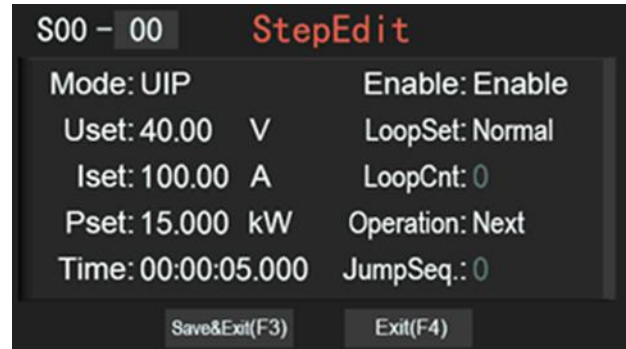 S00 - 00 StepEdit
Mode: UIP Enable: Enable
Uset: 40.00 V LoopSet: Normal
Iset: 100.00 A LoopCnt: 0
Pset: 15.000 kW Operation: Next
Time: 00:00:05.000 JumpSeq.: 0
Save&Exit(F3) Exit(F4)